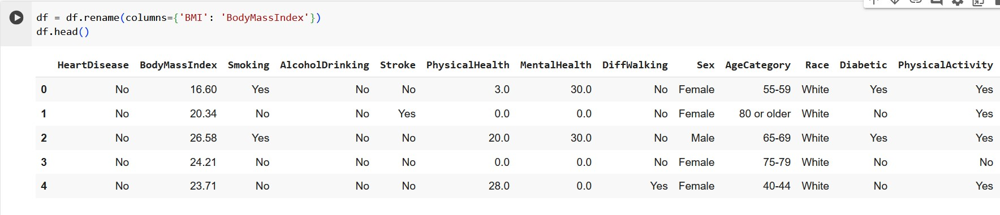 df = df.rename(columns={'BMI': 'BodyMassIndex'})
df.head()
HeartDisease BodyMassIndex Smoking AlcoholDrinking Stroke PhysicalHealth MentalHealth DiffWalking Sex AgeCategory Race Diabetic PhysicalActivity
0 No 16.60 Yes No No 3.0 30.0 No Female 55-59 White Yes Yes
1 No 20.34 No No Yes 0.0 0.0 No Female 80 or older White No Yes
2 No 26.58 Yes No No 20.0 30.0 No Male 65-69 White Yes Yes
3 No 24.21 No No No 0.0 0.0 No Female 75-79 White No No
4 No 23.71 No No No 28.0 0.0 Yes Female 40-44 White No Yes